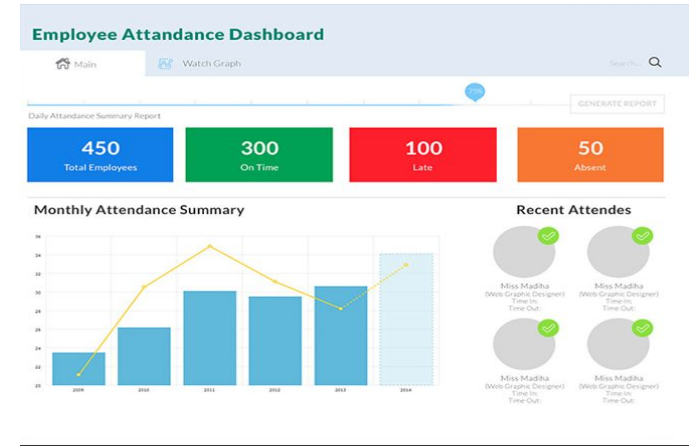 Employee Attandance Dashboard
Main
Watch Graph
Search...
75%
GENERATE REPORT
Daily Attandance Summary Report
450
Total Employees
300
On Time
100
Late
50
Absent
Monthly Attendance Summary
36
34
32
30
28
26
24
22
20
2009
2010
2011
2012
2013
2014
Recent Attendes
Miss Madiha
(Web Graphic Designer)
Time In:
Time Out:
Miss Madiha
(Web Graphic Designer)
Time In:
Time Out:
Miss Madiha
(Web Graphic Designer)
Time In:
Time Out:
Miss Madiha
(Web Graphic Designer)
Time In:
Time Out: